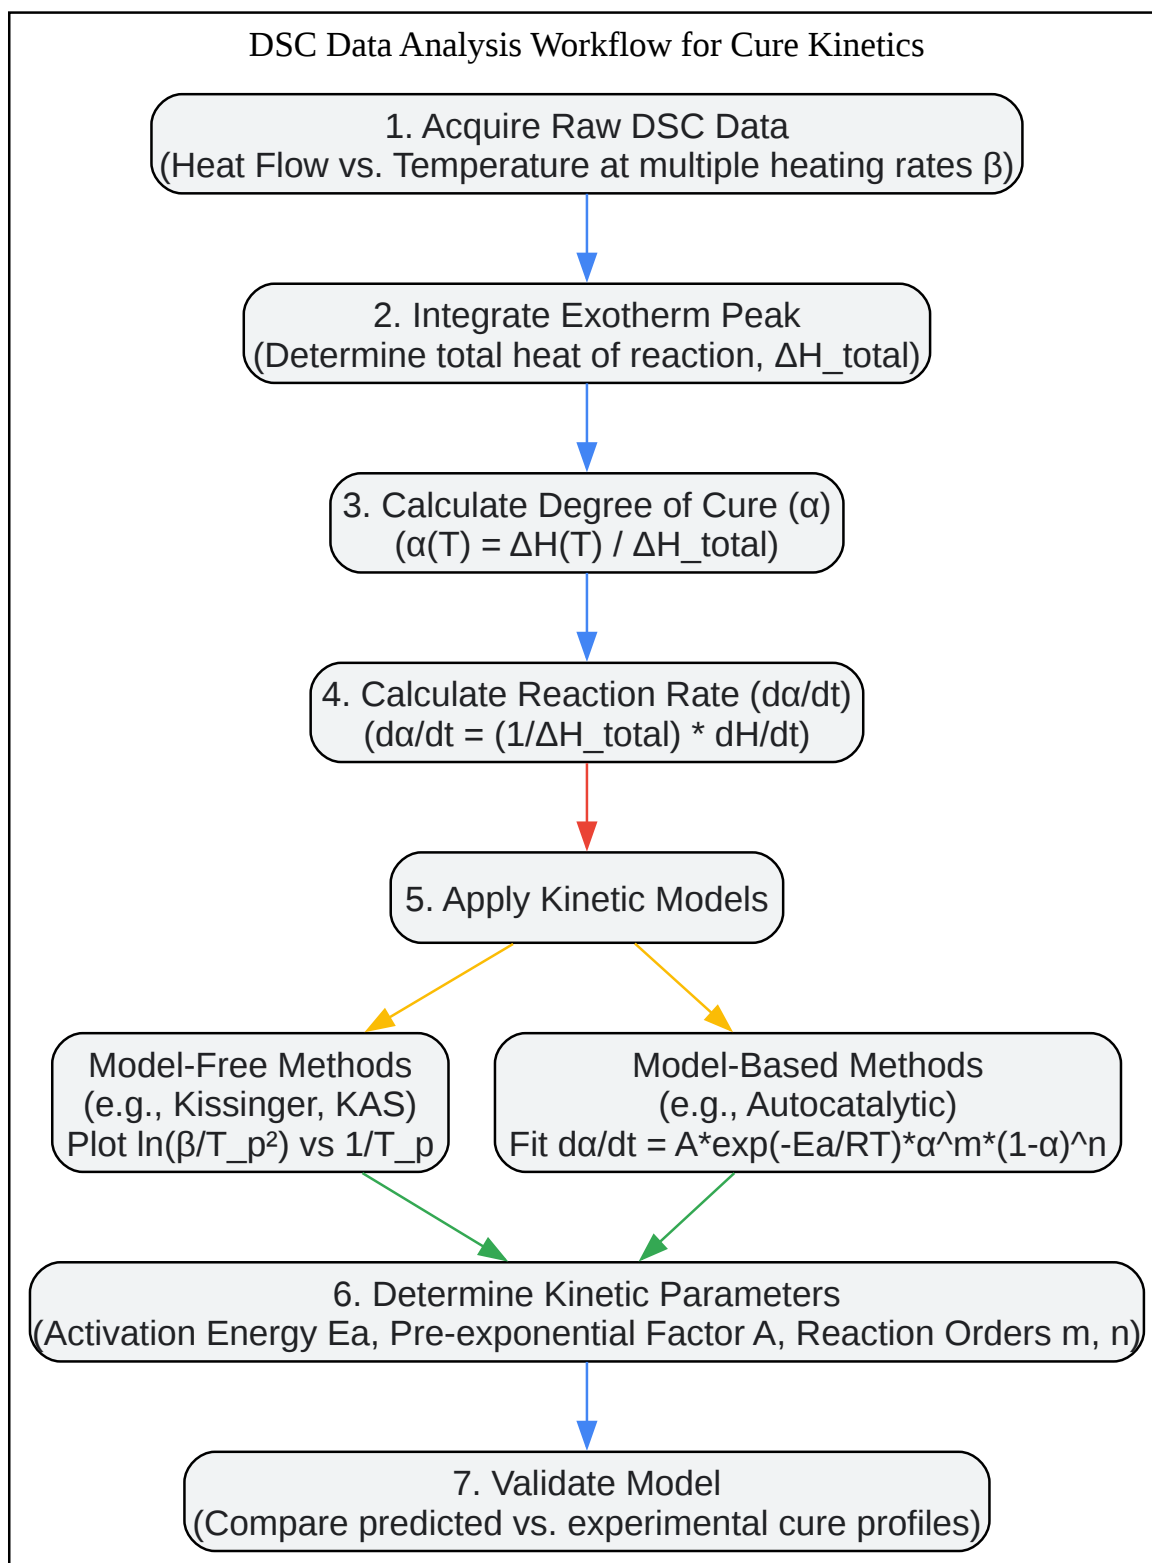 DSC Data Analysis Workflow for Cure Kinetics
1. Acquire Raw DSC Data
(Heat Flow vs. Temperature at multiple heating rates β)
2. Integrate Exotherm Peak
(Determine total heat of reaction, ΔH_total)
3. Calculate Degree of Cure (α)
(α(T) = ΔH(T) / ΔH_total)
4. Calculate Reaction Rate (dα/dt)
(dα/dt = (1/ΔH_total) * dH/dt)
5. Apply Kinetic Models
Model-Free Methods
(e.g., Kissinger, KAS)
Plot ln(β/T_p²) vs 1/T_p
Model-Based Methods
(e.g., Autocatalytic)
Fit dα/dt = A*exp(-Ea/RT)*α^m*(1-α)^n
6. Determine Kinetic Parameters
(Activation Energy Ea, Pre-exponential Factor A, Reaction Orders m, n)
7. Validate Model
(Compare predicted vs. experimental cure profiles)